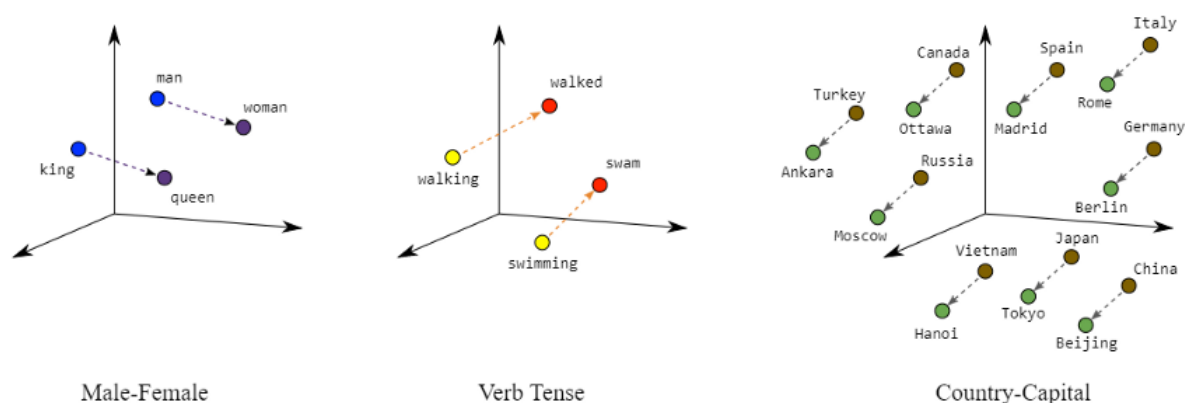 man
woman
king
queen
Male-Female
walked
walking
swam
swimming
Verb Tense
Italy
Canada
Spain
Rome
Turkey
Ottawa
Madrid
Germany
Ankara
Russia
Berlin
Moscow
Vietnam
Japan
China
Hanoi
Tokyo
Beijing
Country-Capital